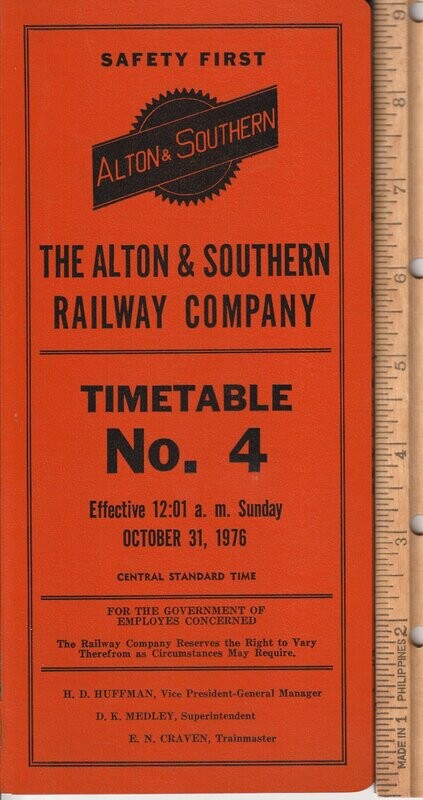 SAFETY FIRST
ALTON & SOUTHERN
THE ALTON & SOUTHERN
RAILWAY COMPANY
TIMETABLE
No. 4
Effective 12:01 a. m. Sunday
OCTOBER 31, 1976
CENTRAL STANDARD TIME
FOR THE GOVERNMENT OF
EMPLOYES CONCERNED
The Railway Company Reserves the Right to Vary
Therefrom as Circumstances May Require.
H. D. HUFFMAN, Vice President-General Manager
D. K. MEDLEY, Superintendent
E. N. CRAVEN, Trainmaster
MADE IN PHILIPPINES
1
2
3
4
5
6
7
8
9